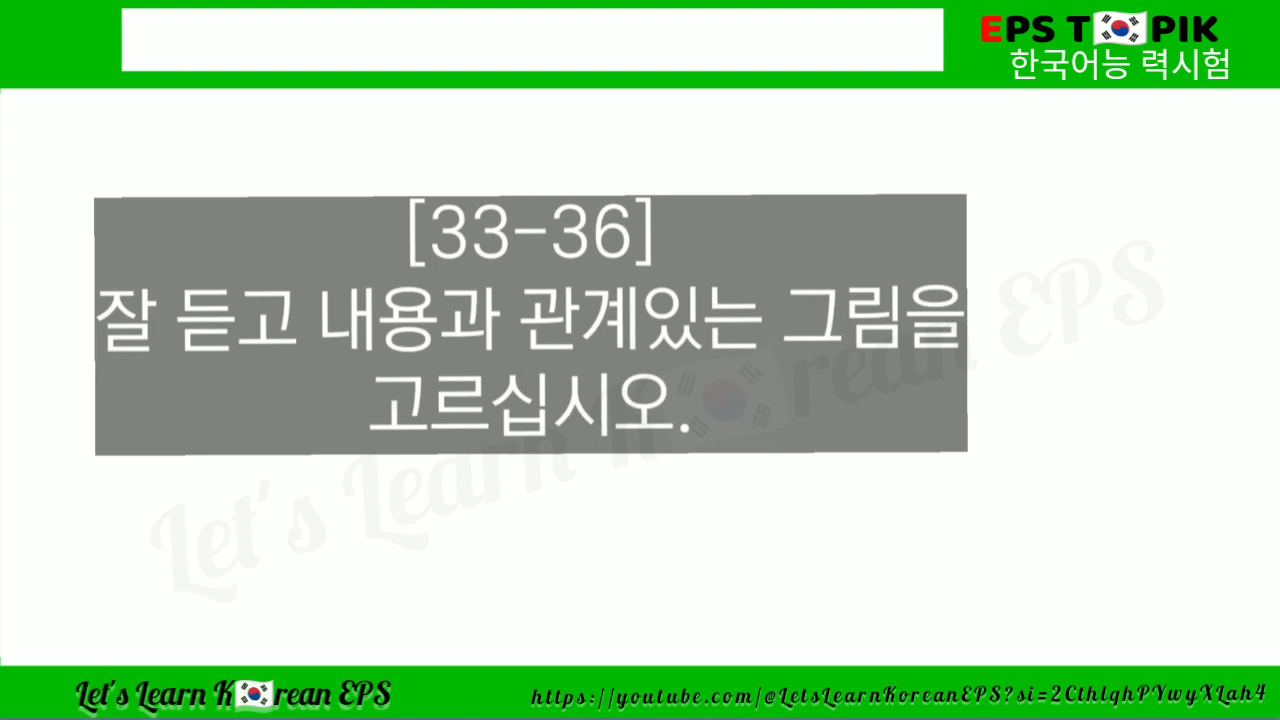 EPS TOPIK
한국어능 력시험
[33-36]
잘 듣고 내용과 관계있는 그림을
고르십시오.
Let's Learn Korean EPS
Let's Learn Korean EPS
https://youtube.com/@LetsLearnKoreanEPS?si=2CthlqhPYwyXLah4